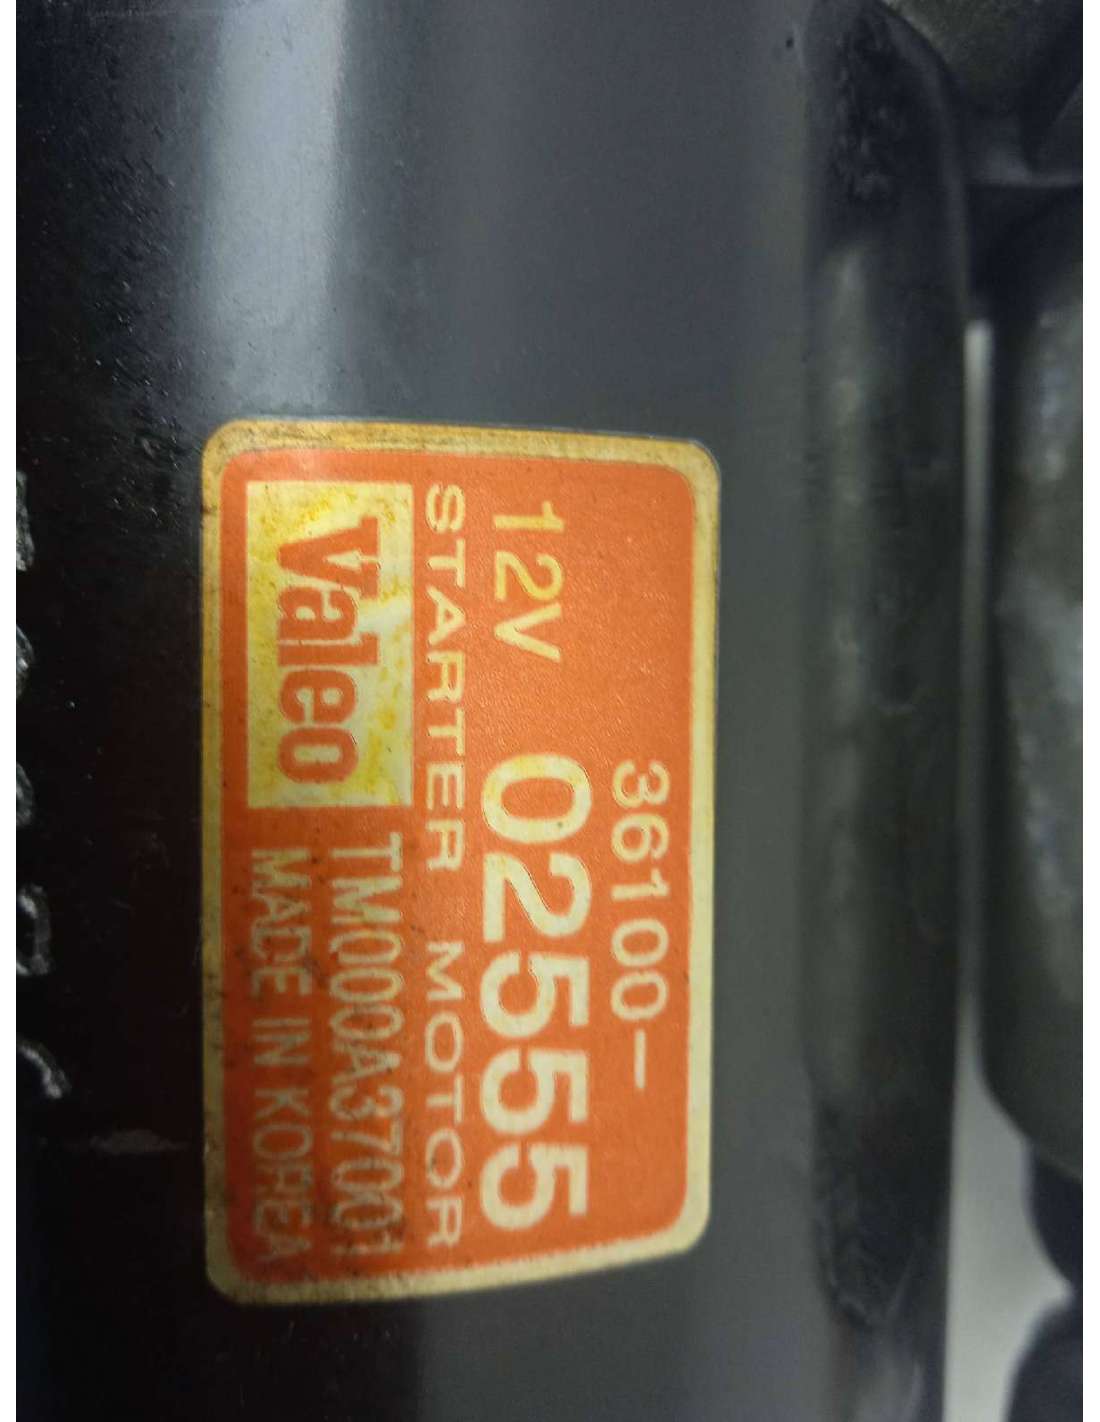 36100-
12V 02555
STARTER MOTOR
Valeo TM000A37001
MADE IN KOREA